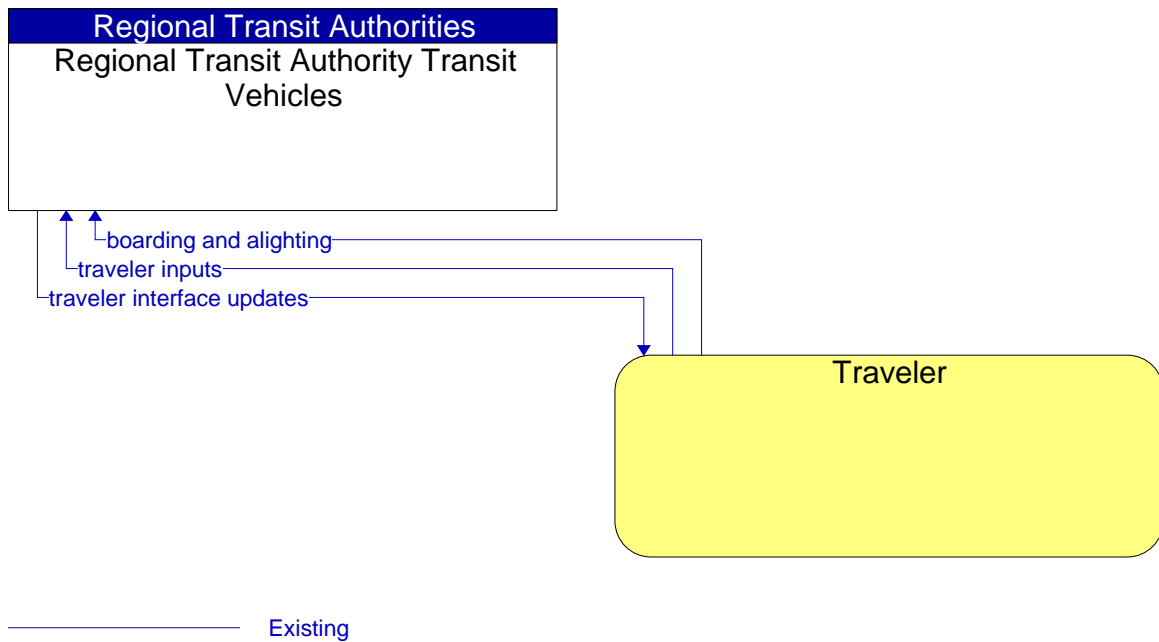 Regional Transit Authorities
Regional Transit Authority Transit
Vehicles
boarding and alighting
traveler inputs
traveler interface updates
Traveler
Existing